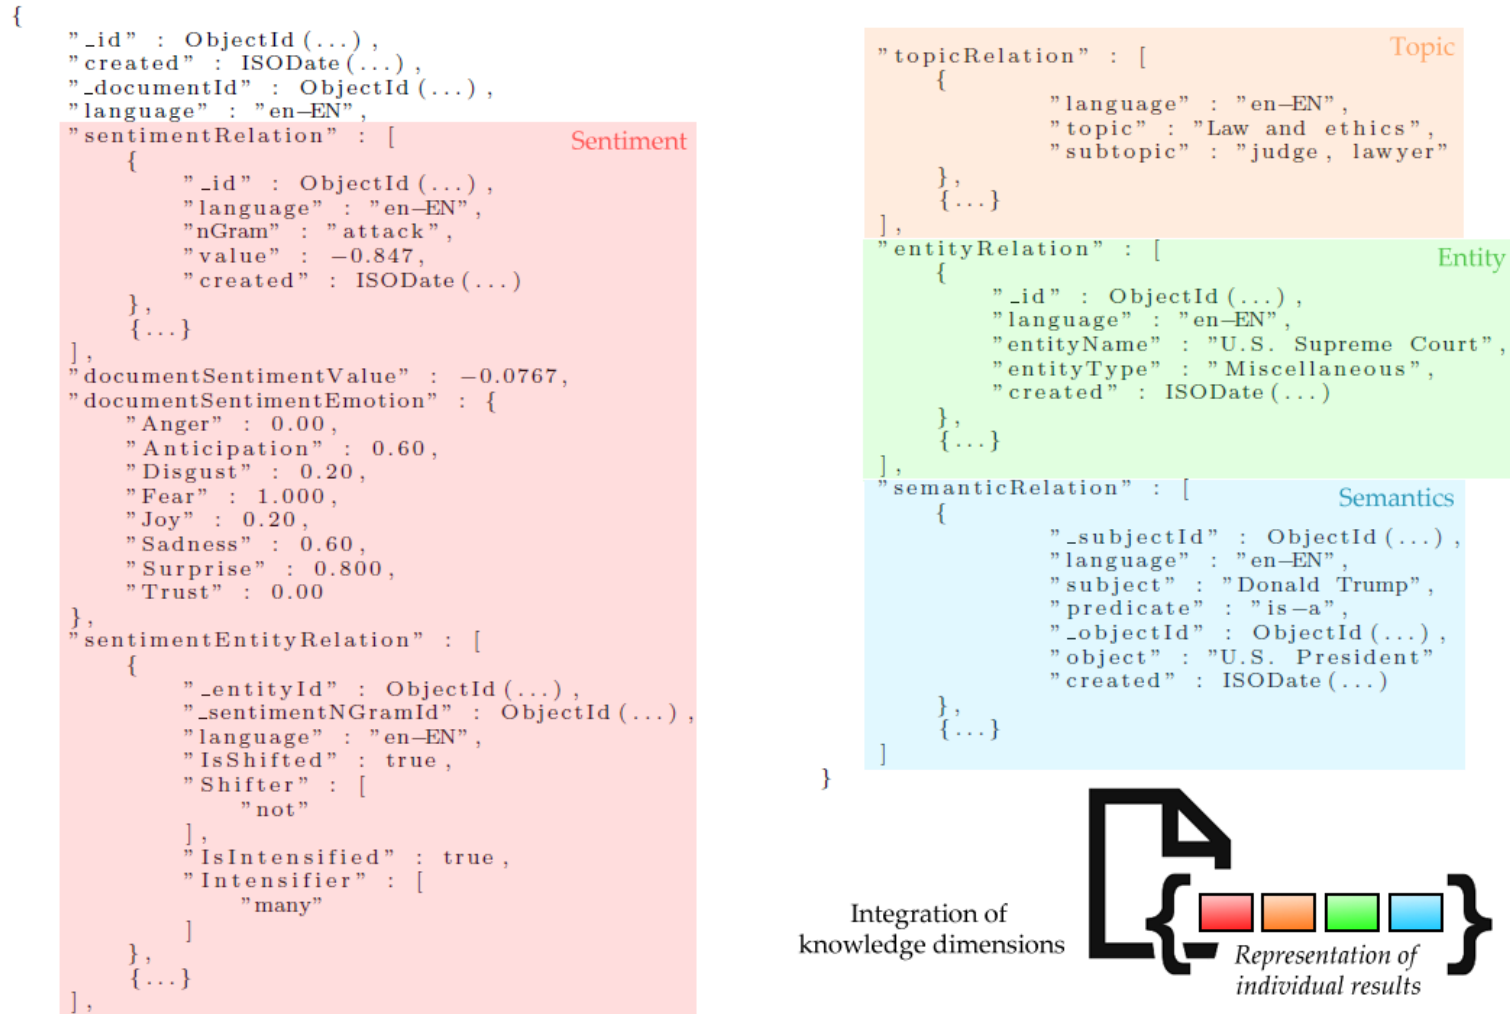 {
"_id" : ObjectId(...),
"created" : ISODate(...),
"_documentId" : ObjectId(...),
"language" : "en–EN",
"sentimentRelation" : [
Sentiment
{
"_id" : ObjectId(...),
"language" : "en–EN",
"nGram" : "attack",
"value" : −0.847,
"created" : ISODate(...)
},
{...}
],
"documentSentimentValue" : −0.0767,
"documentSentimentEmotion" : {
"Anger" : 0.00,
"Anticipation" : 0.60,
"Disgust" : 0.20,
"Fear" : 1.000,
"Joy" : 0.20,
"Sadness" : 0.60,
"Surprise" : 0.800,
"Trust" : 0.00
},
"sentimentEntityRelation" : [
{
"_entityId" : ObjectId(...),
"_sentimentNGramId" : ObjectId(...),
"language" : "en–EN",
"IsShifted" : true,
"Shifter" : [
"not"
],
"IsIntensified" : true,
"Intensifier" : [
"many"
]
},
{...}
],
"topicRelation" : [
Topic
{
"language" : "en–EN",
"topic" : "Law and ethics",
"subtopic" : "judge, lawyer"
},
{...}
],
"entityRelation" : [
Entity
{
"_id" : ObjectId(...),
"language" : "en–EN",
"entityName" : "U.S. Supreme Court",
"entityType" : "Miscellaneous",
"created" : ISODate(...)
},
{...}
],
"semanticRelation" : [
Semantics
{
"_subjectId" : ObjectId(...),
"language" : "en–EN",
"subject" : "Donald Trump",
"predicate" : "is–a",
"_objectId" : ObjectId(...),
"object" : "U.S. President"
"created" : ISODate(...)
},
{...}
]
}
Integration of
knowledge dimensions
{ }
Representation of
individual results